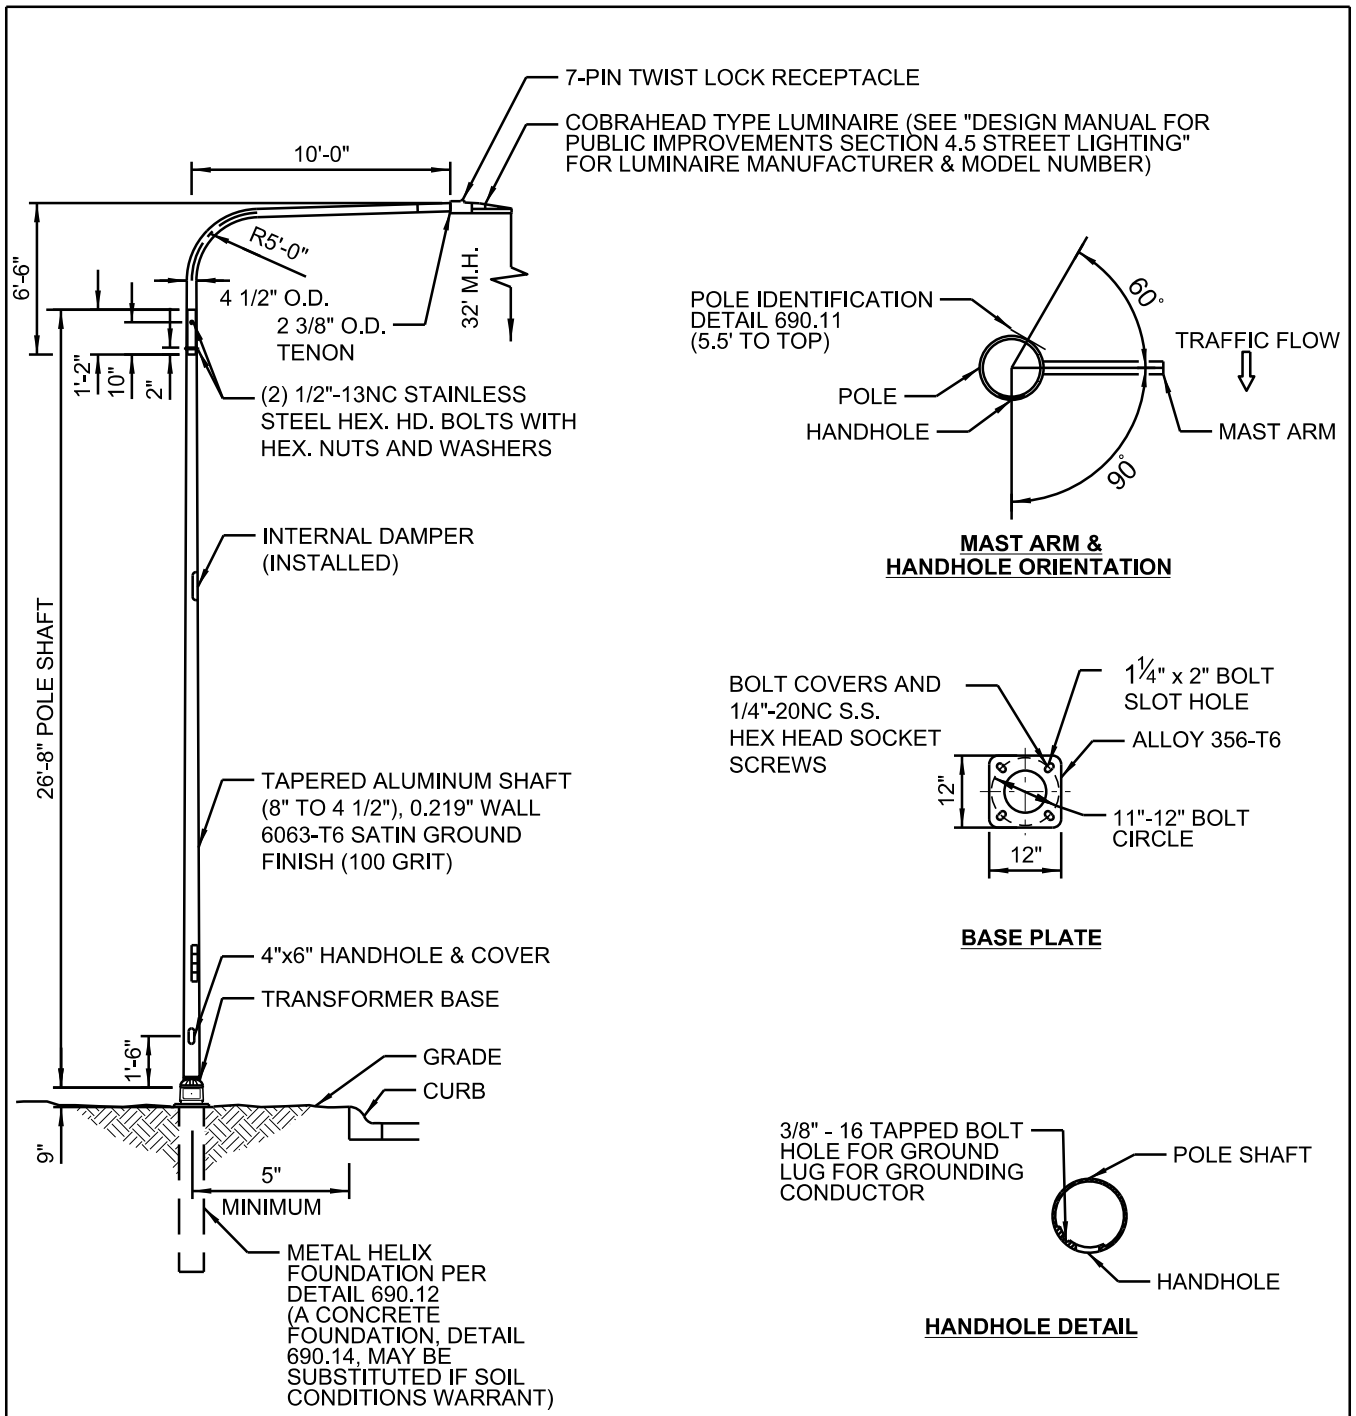 7-PIN TWIST LOCK RECEPTACLE
COBRAHEAD TYPE LUMINAIRE (SEE "DESIGN MANUAL FOR
PUBLIC IMPROVEMENTS SECTION 4.5 STREET LIGHTING"
FOR LUMINAIRE MANUFACTURER & MODEL NUMBER)
10'-0"
R5'-0"
6'-6"
4 1/2" O.D.
2 3/8" O.D.
TENON
32' M.H.
1'-2"
10"
2"
(2) 1/2"-13NC STAINLESS
STEEL HEX. HD. BOLTS WITH
HEX. NUTS AND WASHERS
INTERNAL DAMPER
(INSTALLED)
26'-8" POLE SHAFT
TAPERED ALUMINUM SHAFT
(8" TO 4 1/2"), 0.219" WALL
6063-T6 SATIN GROUND
FINISH (100 GRIT)
4"x6" HANDHOLE & COVER
TRANSFORMER BASE
1'-6"
GRADE
CURB
9"
5"
MINIMUM
METAL HELIX
FOUNDATION PER
DETAIL 690.12
(A CONCRETE
FOUNDATION, DETAIL
690.14, MAY BE
SUBSTITUTED IF SOIL
CONDITIONS WARRANT)
POLE IDENTIFICATION
DETAIL 690.11
(5.5' TO TOP)
60°
TRAFFIC FLOW
POLE
HANDHOLE
MAST ARM
90°
MAST ARM &
HANDHOLE ORIENTATION
BOLT COVERS AND
1/4"-20NC S.S.
HEX HEAD SOCKET
SCREWS
1 1/4" x 2" BOLT
SLOT HOLE
ALLOY 356-T6
12"
11"-12" BOLT
CIRCLE
12"
BASE PLATE
3/8" - 16 TAPPED BOLT
HOLE FOR GROUND
LUG FOR GROUNDING
CONDUCTOR
POLE SHAFT
HANDHOLE
HANDHOLE DETAIL